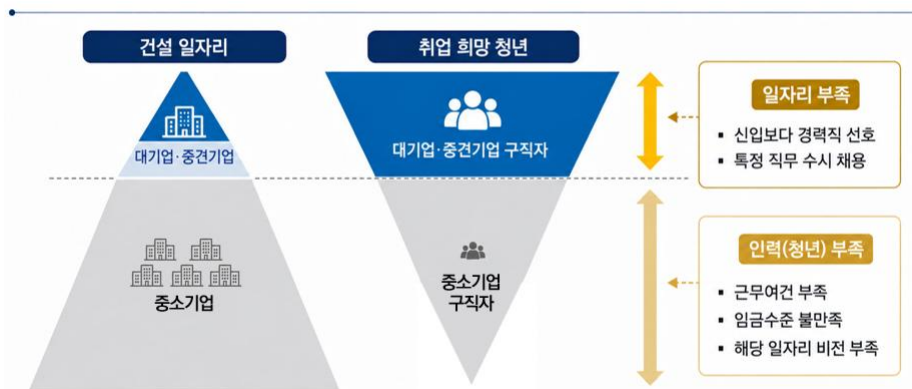 건설 일자리
취업 희망 청년
대기업·중견기업
대기업·중견기업 구직자
일자리 부족
▪ 신입보다 경력직 선호
▪ 특정 직무 수시 채용
중소기업
중소기업
구직자
인력(청년) 부족
▪ 근무여건 부족
▪ 임금수준 불만족
▪ 해당 일자리 비전 부족